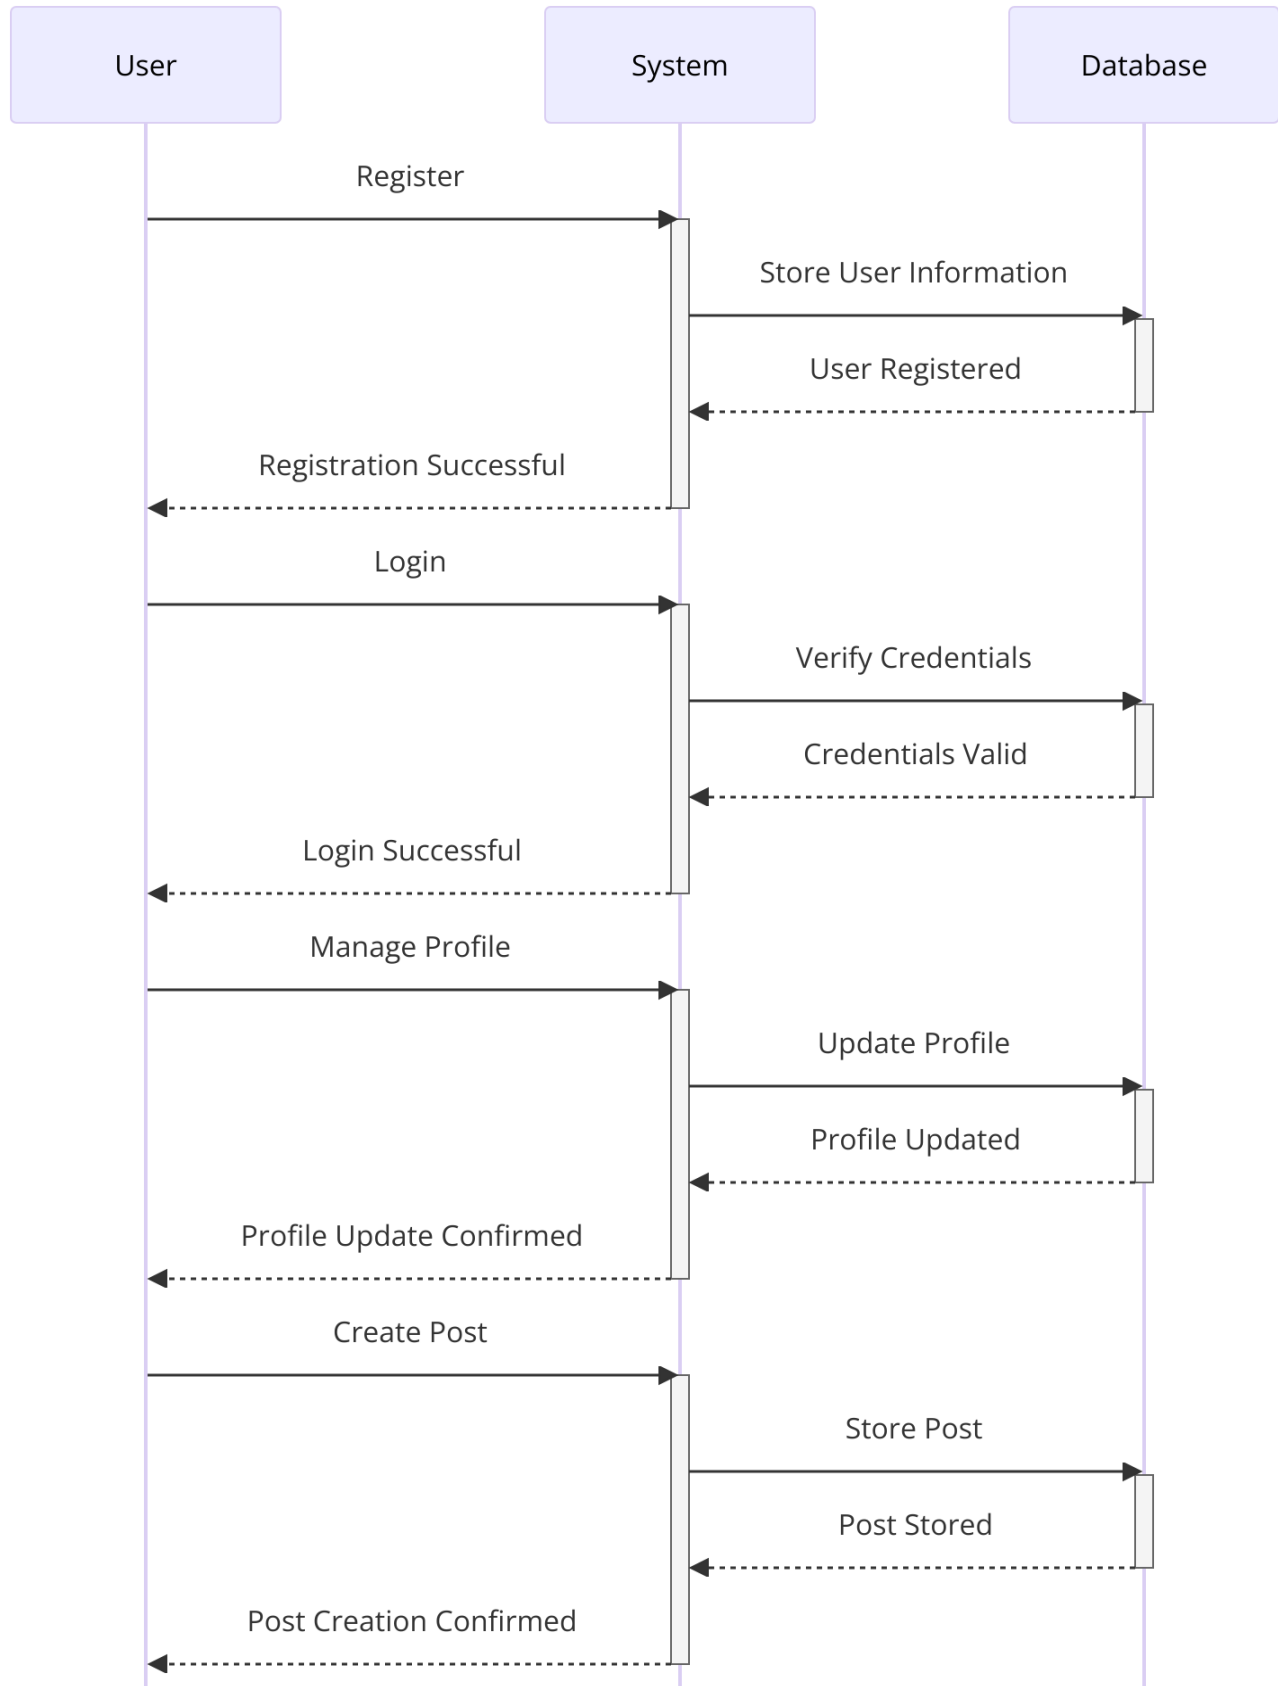 User
System
Database
Register
Store User Information
User Registered
Registration Successful
Login
Verify Credentials
Credentials Valid
Login Successful
Manage Profile
Update Profile
Profile Updated
Profile Update Confirmed
Create Post
Store Post
Post Stored
Post Creation Confirmed